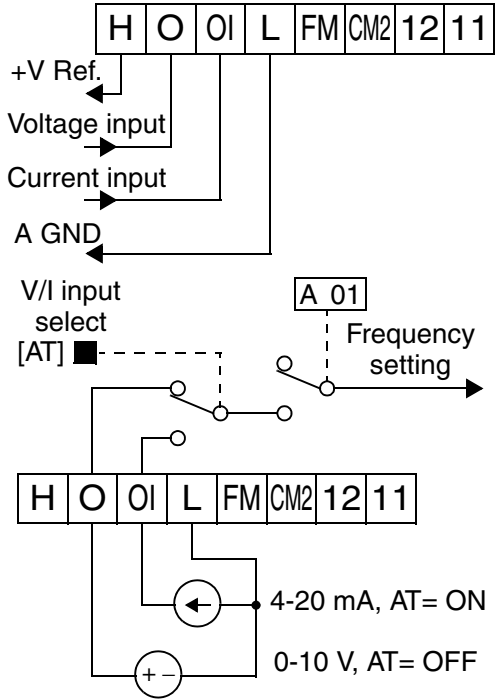 H O OI L FM CM2 12 11
+V Ref.
Voltage input
Current input
A GND
V/I input
select
[AT]
A 01
Frequency
setting
H O OI L FM CM2 12 11
4-20 mA, AT= ON
+ –
0-10 V, AT= OFF